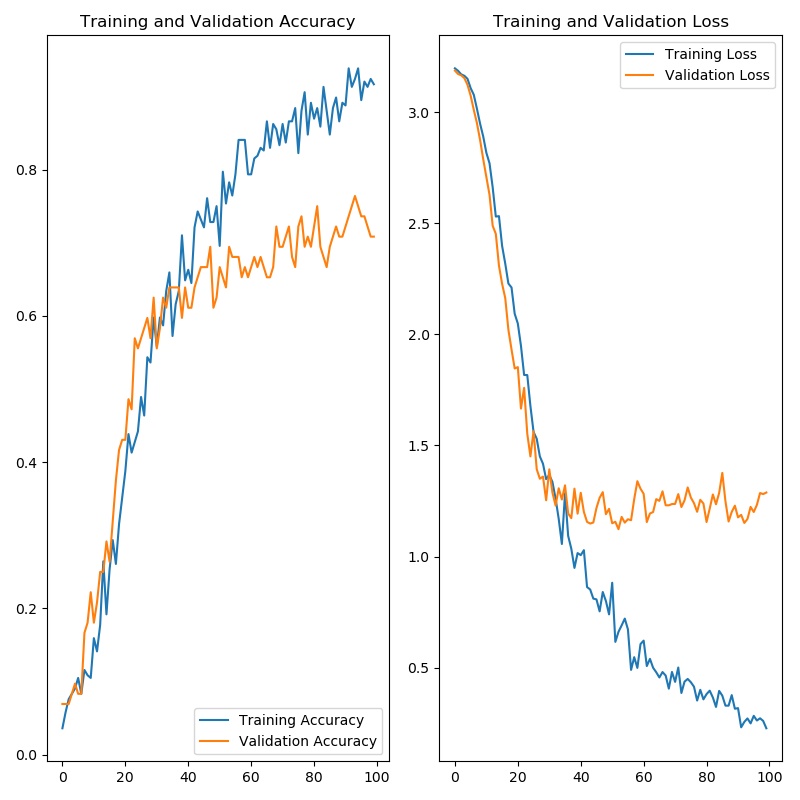 Training and Validation Accuracy
0.8
0.6
0.4
0.2
0.0
Training Accuracy
Validation Accuracy
0 20 40 60 80 100
Training and Validation Loss
Training Loss
Validation Loss
3.0
2.5
2.0
1.5
1.0
0.5
0 20 40 60 80 100